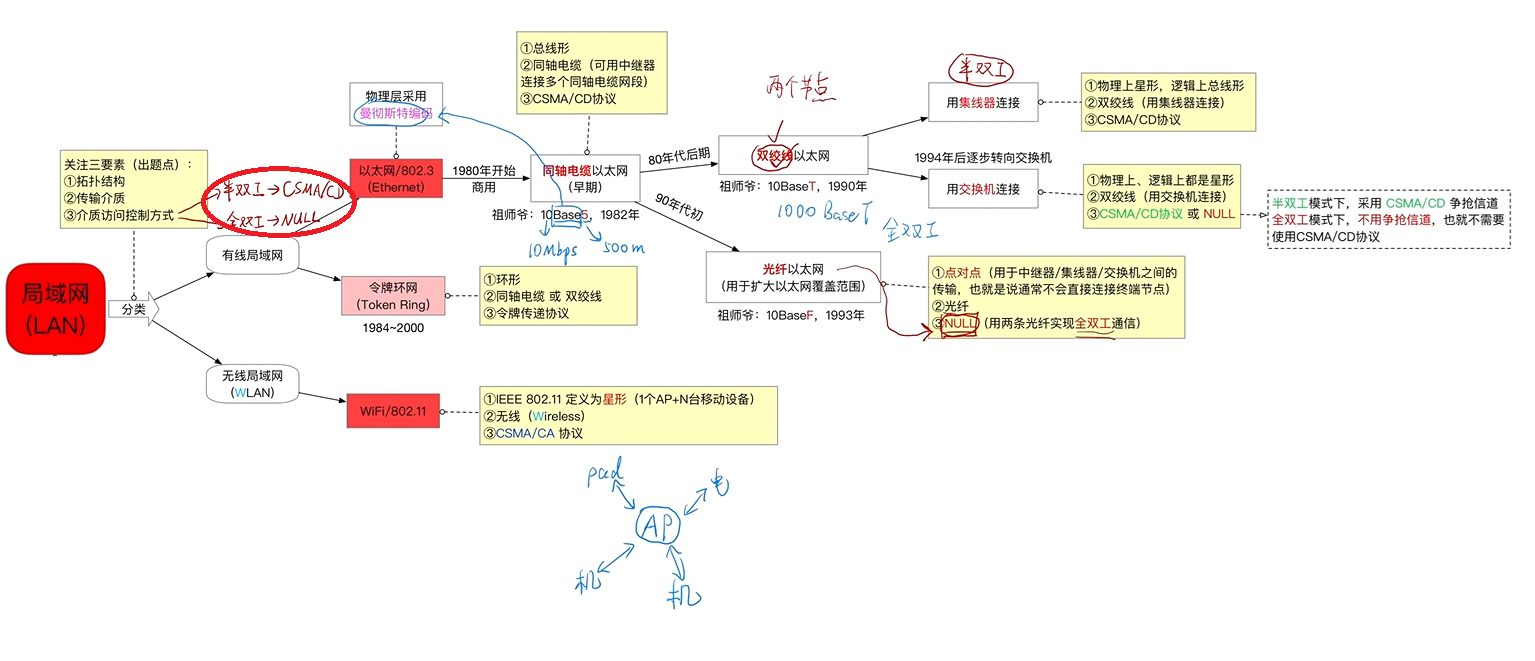 局域网
(LAN)
分类
关注三要素（出题点）：
①拓扑结构
②传输介质
③介质访问控制方式
半双工→CSMA/CD
全双工→NULL
有线局域网
无线局域网
(WLAN)
物理层采用
曼彻斯特编码
以太网/802.3
(Ethernet)
1980年开始
商用
令牌环网
(Token Ring)
1984~2000
①环形
②同轴电缆 或 双绞线
③令牌传递协议
WiFi/802.11
①IEEE 802.11 定义为星形（1个AP+N台移动设备）
②无线（Wireless）
③CSMA/CA 协议
①总线形
②同轴电缆（可用中继器
连接多个同轴电缆网段）
③CSMA/CD协议
同轴电缆以太网
(早期)
祖师爷：10Base5，1982年
10Mbps
500m
80年代后期
90年代初
两个节点
双绞线以太网
祖师爷：10BaseT，1990年
1000 BaseT
全双工
光纤以太网
(用于扩大以太网覆盖范围)
祖师爷：10BaseF，1993年
①点对点（用于中继器/集线器/交换机之间的
传输，也就是说通常不会直接连接终端节点）
②光纤
③NULL（用两条光纤实现全双工通信）
半双工
用集线器连接
①物理上星形，逻辑上总线形
②双绞线（用集线器连接）
③CSMA/CD协议
1994年后逐步转向交换机
用交换机连接
①物理上、逻辑上都是星形
②双绞线（用交换机连接）
③CSMA/CD协议 或 NULL
半双工模式下，采用 CSMA/CD 争抢信道
全双工模式下，不用争抢信道，也就不需要
使用CSMA/CD协议
pad
电
AP
机
机